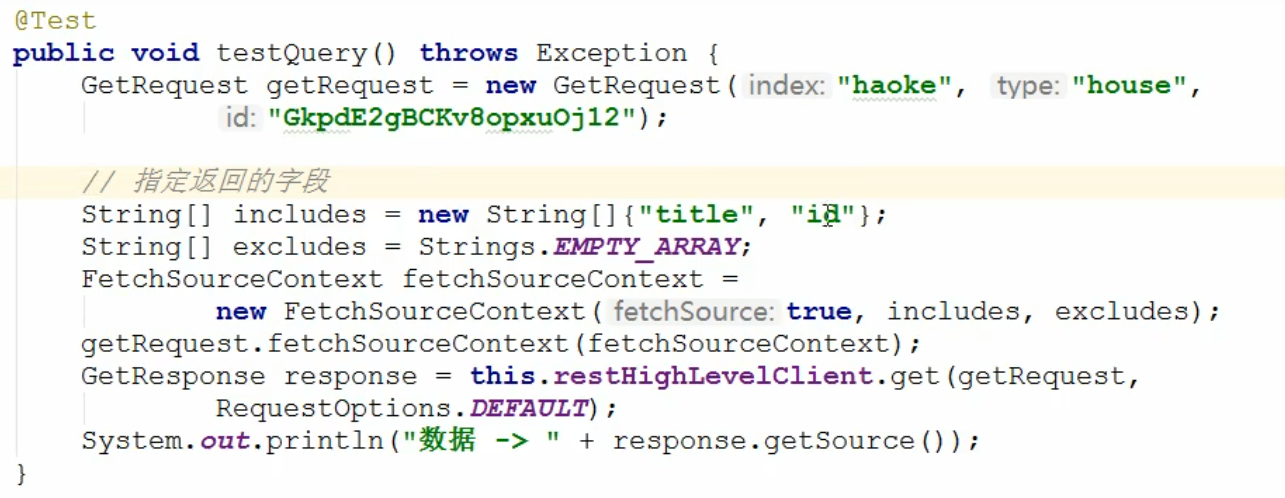 @Test
public void testQuery() throws Exception {
GetRequest getRequest = new GetRequest( index: "haoke", type: "house",
id: "GkpdE2gBCKv8opxuOj12");
// 指定返回的字段
String[] includes = new String[]{"title", "id"};
String[] excludes = Strings.EMPTY_ARRAY;
FetchSourceContext fetchSourceContext =
new FetchSourceContext( fetchSource: true, includes, excludes);
getRequest.fetchSourceContext(fetchSourceContext);
GetResponse response = this.restHighLevelClient.get(getRequest,
RequestOptions.DEFAULT);
System.out.println("数据 -> " + response.getSource());
}